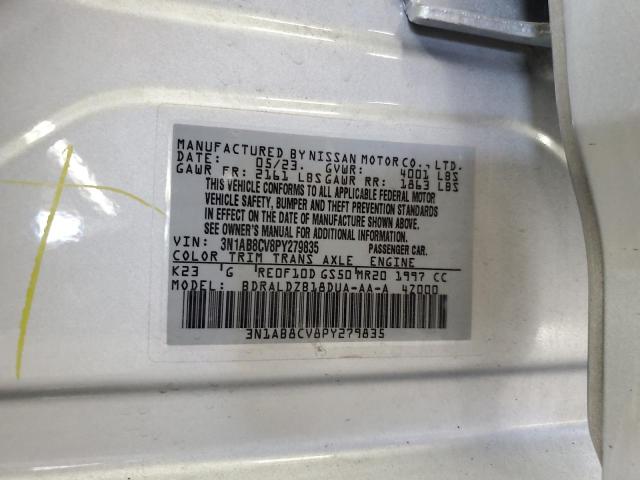 MANUFACTURED BY NISSAN MOTOR CO., LTD.
DATE: 05/23. GVWR: 4001 LBS
GAWR FR: 2161 LBS GAWR RR: 1863 LBS
THIS VEHICLE CONFORMS TO ALL APPLICABLE FEDERAL MOTOR
VEHICLE SAFETY, BUMPER AND THEFT PREVENTION STANDARDS
IN EFFECT ON THE DATE OF MANUFACTURE SHOWN ABOVE.
SEE OWNER'S MANUAL FOR ADDITIONAL INFORMATION.
VIN: 3N1AB8CV8PY279835 PASSENGER CAR.
COLOR TRIM TRANS AXLE ENGINE
K23 G RE0F10D GS50 MR20 1997 CC
MODEL: BDRALDZB18DUA-AA-A 4Z000
3N1AB8CV8PY279835